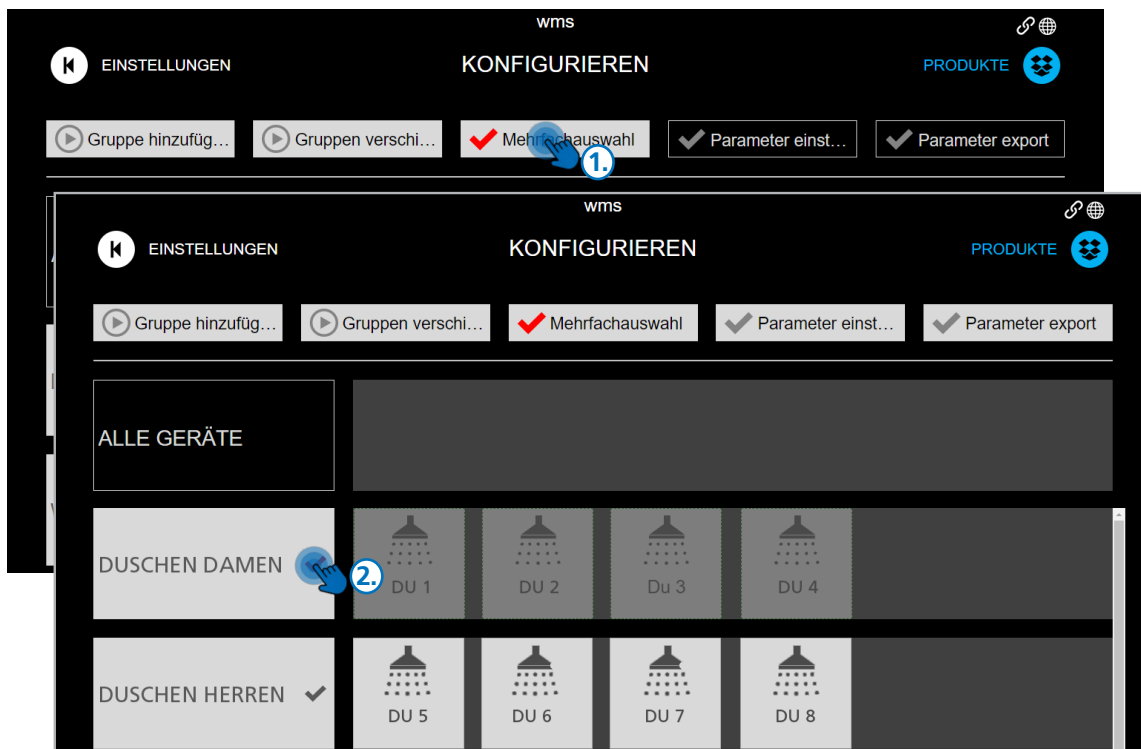 wms
EINSTELLUNGEN
KONFIGURIEREN
PRODUKTE
Gruppe hinzufüg...
Gruppen verschi...
Mehrfachauswahl
Parameter einst...
Parameter export
1.
wms
EINSTELLUNGEN
KONFIGURIEREN
PRODUKTE
Gruppe hinzufüg...
Gruppen verschi...
Mehrfachauswahl
Parameter einst...
Parameter export
ALLE GERÄTE
DUSCHEN DAMEN
2.
DU 1
DU 2
Du 3
DU 4
DUSCHEN HERREN
DU 5
DU 6
DU 7
DU 8